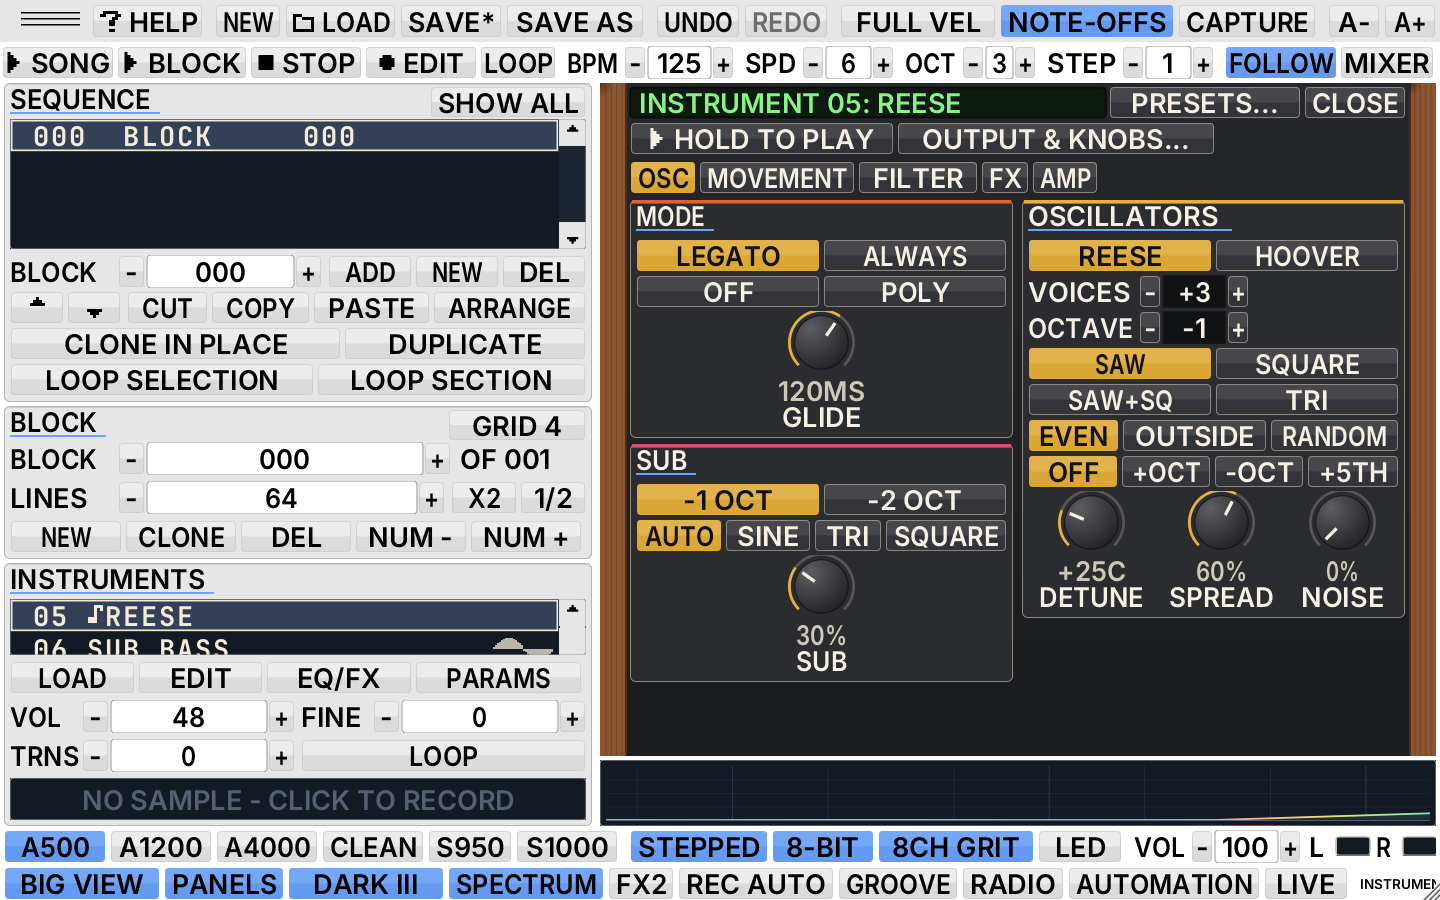 HELP NEW LOAD SAVE* SAVE AS UNDO REDO FULL VEL NOTE-OFFS CAPTURE A- A+
SONG BLOCK STOP EDIT LOOP BPM - 125 + SPD - 6 + OCT - 3 + STEP - 1 + FOLLOW MIXER
SEQUENCE SHOW ALL
000 BLOCK 000
BLOCK - 000 + ADD NEW DEL
CUT COPY PASTE ARRANGE
CLONE IN PLACE DUPLICATE
LOOP SELECTION LOOP SECTION
BLOCK GRID 4
BLOCK - 000 + OF 001
LINES - 64 + X2 1/2
NEW CLONE DEL NUM - NUM +
INSTRUMENTS
05 REESE
06 SUB BASS
LOAD EDIT EQ/FX PARAMS
VOL - 48 + FINE - 0 +
TRNS - 0 + LOOP
NO SAMPLE - CLICK TO RECORD
INSTRUMENT 05: REESE PRESETS... CLOSE
HOLD TO PLAY OUTPUT & KNOBS...
OSC MOVEMENT FILTER FX AMP
MODE
LEGATO ALWAYS
OFF POLY
120MS
GLIDE
SUB
-1 OCT -2 OCT
AUTO SINE TRI SQUARE
30%
SUB
OSCILLATORS
REESE HOOVER
VOICES - +3 +
OCTAVE - -1 +
SAW SQUARE
SAW+SQ TRI
EVEN OUTSIDE RANDOM
OFF +OCT -OCT +5TH
+25C 60% 0%
DETUNE SPREAD NOISE
A500 A1200 A4000 CLEAN S950 S1000 STEPPED 8-BIT 8CH GRIT LED VOL - 100 + L R
BIG VIEW PANELS DARK III SPECTRUM FX2 REC AUTO GROOVE RADIO AUTOMATION LIVE